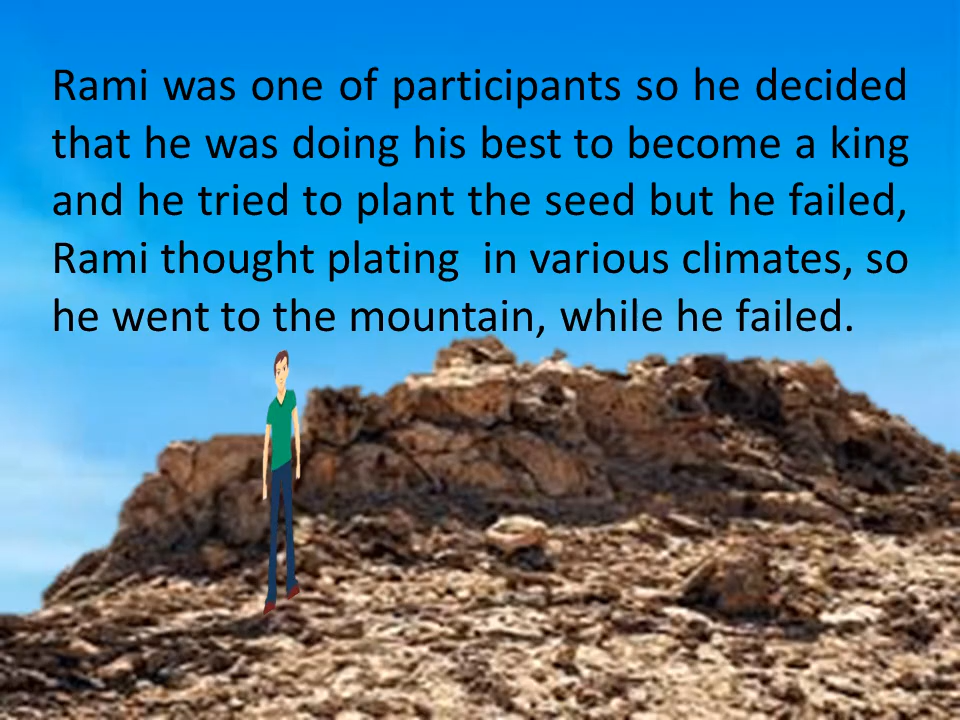 Rami was one of participants so he decided
that he was doing his best to become a king
and he tried to plant the seed but he failed,
Rami thought plating  in various climates, so
he went to the mountain, while he failed.